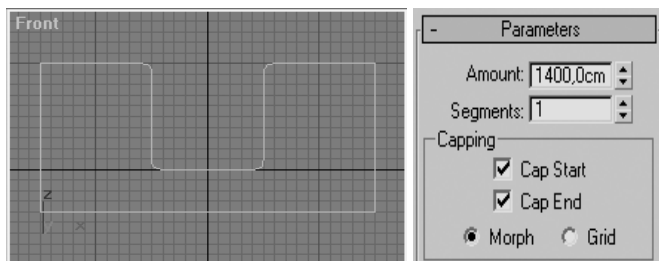 Front
z
x
- Parameters
Amount: 1400,0cm
Segments: 1
Capping
Cap Start
Cap End
Morph Grid